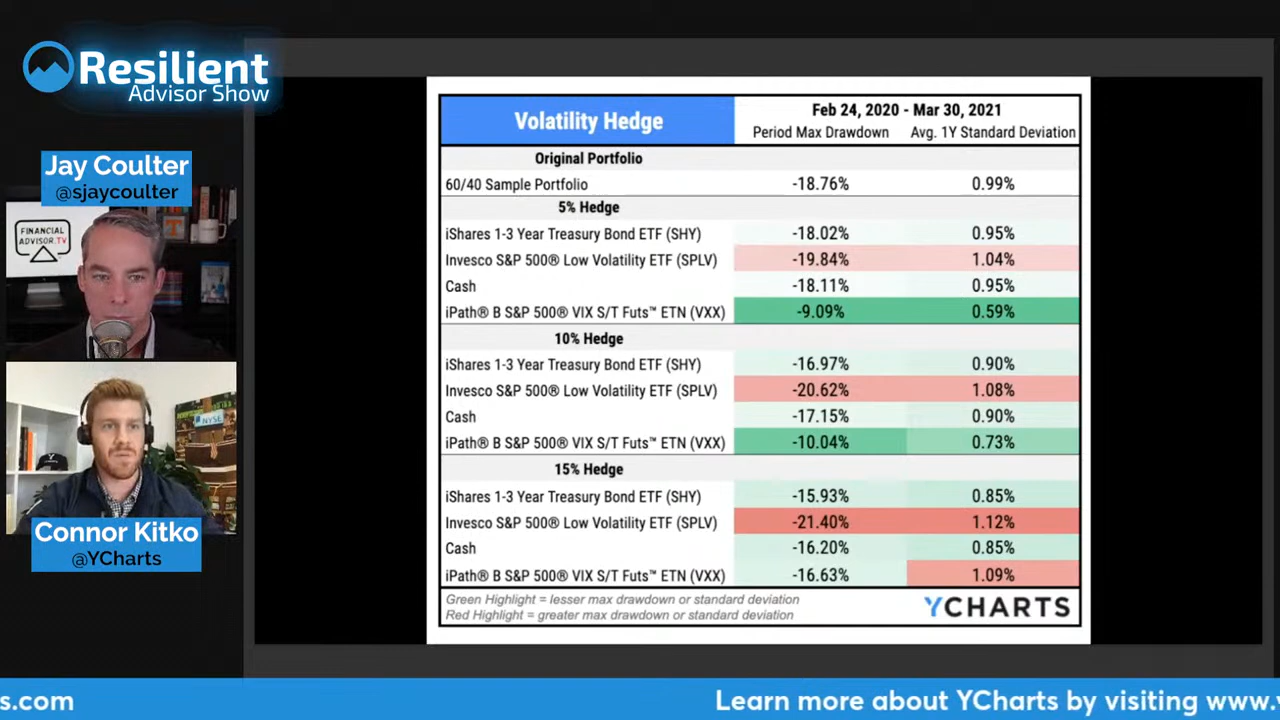 Resilient
Advisor Show
Jay Coulter
@sjaycoulter
FINANCIAL
ADVISOR.TV
NYSE
Connor Kitko
@YCharts
Volatility Hedge
Feb 24, 2020 - Mar 30, 2021
Period Max Drawdown Avg. 1Y Standard Deviation
Original Portfolio
60/40 Sample Portfolio -18.76% 0.99%
5% Hedge
iShares 1-3 Year Treasury Bond ETF (SHY) -18.02% 0.95%
Invesco S&P 500® Low Volatility ETF (SPLV) -19.84% 1.04%
Cash -18.11% 0.95%
iPath® B S&P 500® VIX S/T Futs™ ETN (VXX) -9.09% 0.59%
10% Hedge
iShares 1-3 Year Treasury Bond ETF (SHY) -16.97% 0.90%
Invesco S&P 500® Low Volatility ETF (SPLV) -20.62% 1.08%
Cash -17.15% 0.90%
iPath® B S&P 500® VIX S/T Futs™ ETN (VXX) -10.04% 0.73%
15% Hedge
iShares 1-3 Year Treasury Bond ETF (SHY) -15.93% 0.85%
Invesco S&P 500® Low Volatility ETF (SPLV) -21.40% 1.12%
Cash -16.20% 0.85%
iPath® B S&P 500® VIX S/T Futs™ ETN (VXX) -16.63% 1.09%
Green Highlight = lesser max drawdown or standard deviation
Red Highlight = greater max drawdown or standard deviation
YCHARTS
s.com Learn more about YCharts by visiting www.